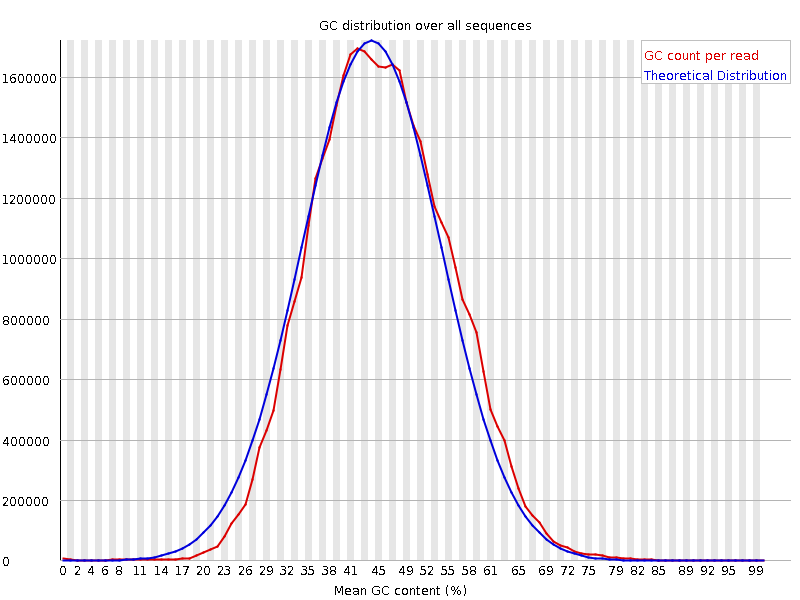 GC distribution over all sequences
GC count per read
Theoretical Distribution
1600000
1400000
1200000
1000000
800000
600000
400000
200000
0
0 2 4 6 8 11 14 17 20 23 26 29 32 35 38 41 45 49 52 55 58 61 65 69 72 75 79 82 85 89 92 95 99
Mean GC content (%)